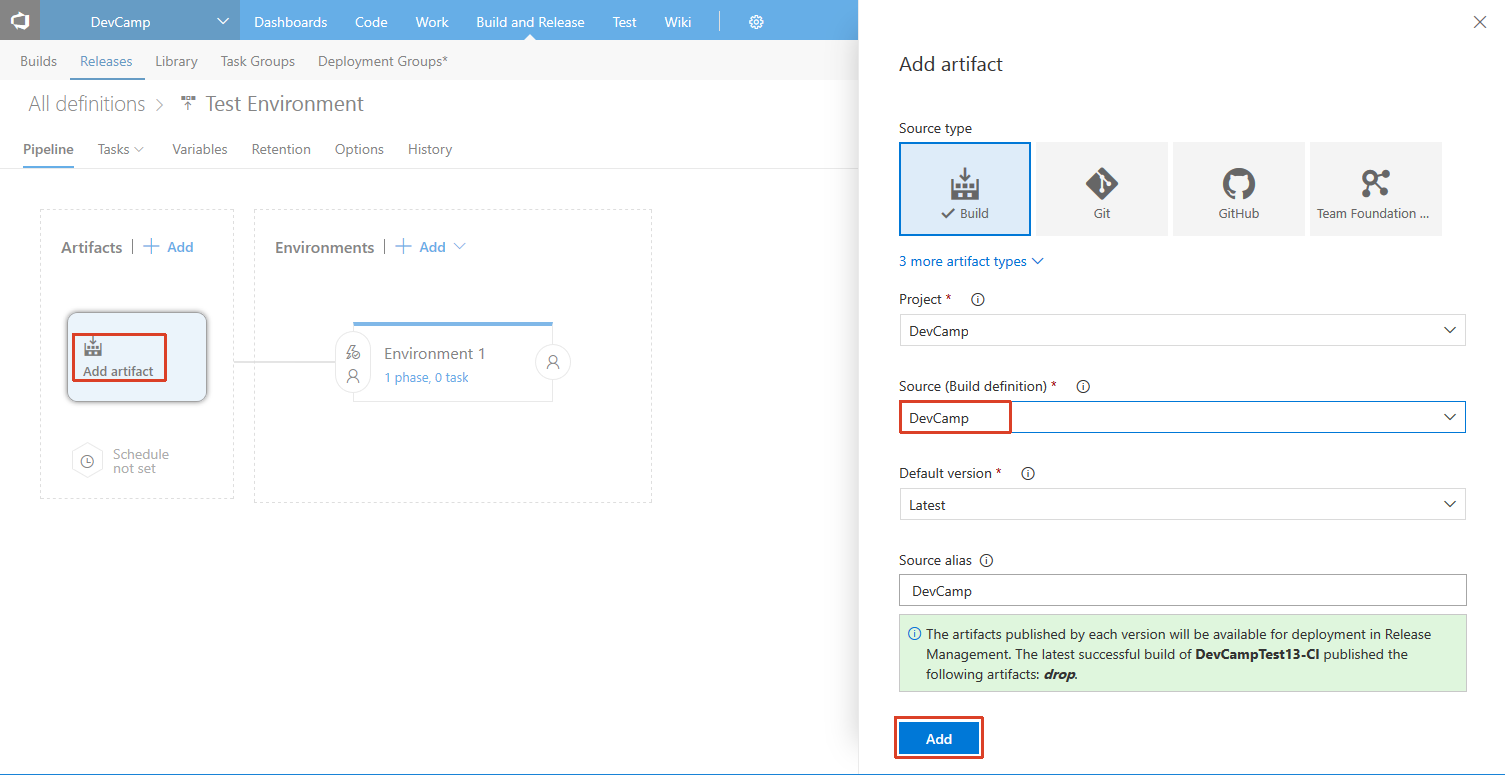 DevCamp
Dashboards Code Work Build and Release Test Wiki
Builds Releases Library Task Groups Deployment Groups*
All definitions > Test Environment
Pipeline Tasks Variables Retention Options History
Artifacts | + Add
Environments | + Add
Add artifact
Schedule
not set
Environment 1
1 phase, 0 task
Add artifact
Source type
Build
Git
GitHub
Team Foundation ...
3 more artifact types
Project *
DevCamp
Source (Build definition) *
DevCamp
Default version *
Latest
Source alias
DevCamp
The artifacts published by each version will be available for deployment in Release
Management. The latest successful build of DevCampTest13-CI published the
following artifacts: drop.
Add